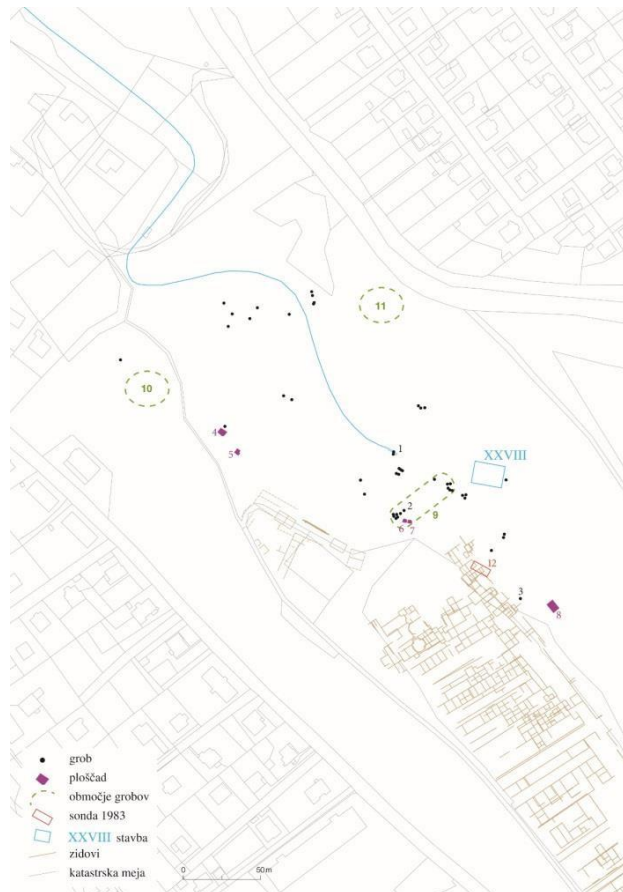 11
10
4
5
1
XXVIII
2
9
6
7
12
3
8
grob
ploščad
območje grobov
sonda 1983
XXVIII stavba
zidovi
katastrska meja
0 50m